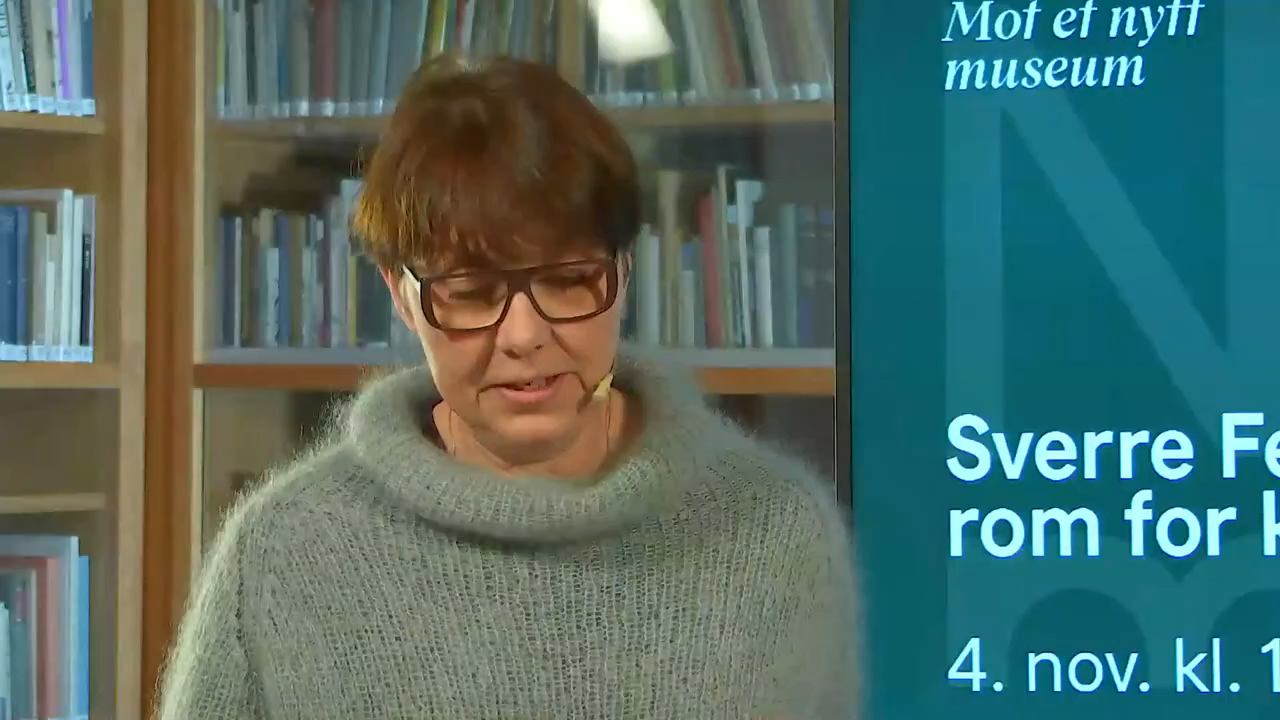 Mot et nytt
museum
Sverre Fe
rom for
4. nov. kl. 1